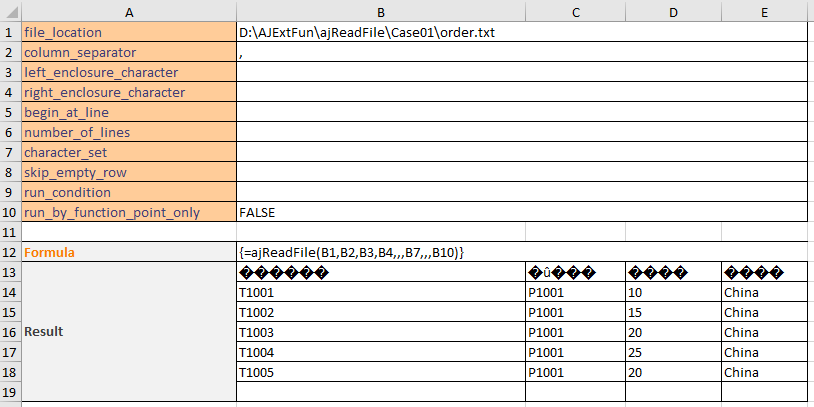 A B C D E
1 file_location D:\AJExtFun\ajReadFile\Case01\order.txt
2 column_separator ,
3 left_enclosure_character
4 right_enclosure_character
5 begin_at_line
6 number_of_lines
7 character_set
8 skip_empty_row
9 run_condition
10 run_by_function_point_only FALSE
11
12 Formula {=ajReadFile(B1,B2,B3,B4,,,B7,,,B10)}
13 ������ �û��� ���� ����
14 T1001 P1001 10 China
15 T1002 P1001 15 China
16 Result T1003 P1001 20 China
17 T1004 P1001 25 China
18 T1005 P1001 20 China
19